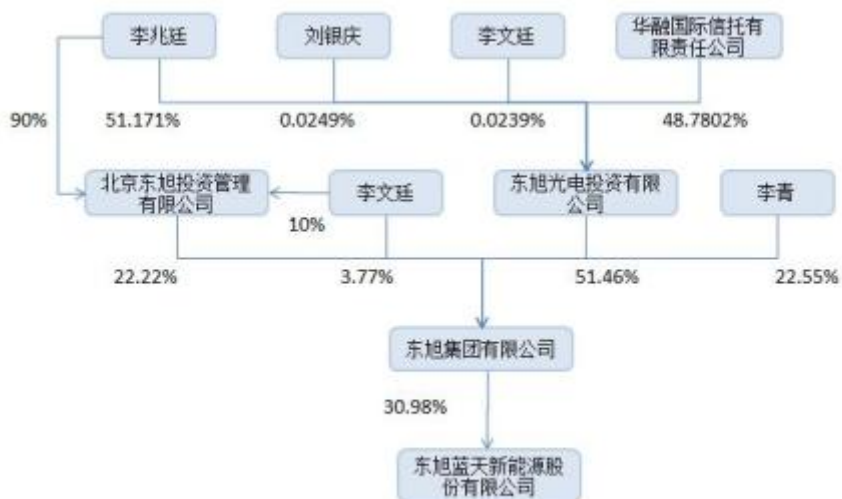 李兆廷
刘银庆
李文廷
华融国际信托有
限责任公司
90%
51.171%
0.0249%
0.0239%
48.7802%
北京东旭投资管理
有限公司
李文廷
东旭光电投资有限
公司
李青
10%
22.22%
3.77%
51.46%
22.55%
东旭集团有限公司
30.98%
东旭蓝天新能源股
份有限公司